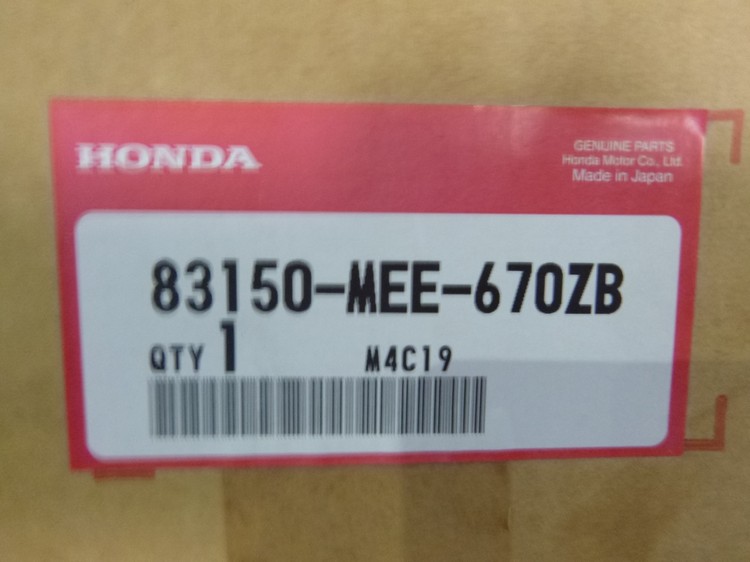 HONDA
GENUINE PARTS
Honda Motor Co., Ltd.
Made in Japan
83150-MEE-670ZB
QTY 1 M4C19